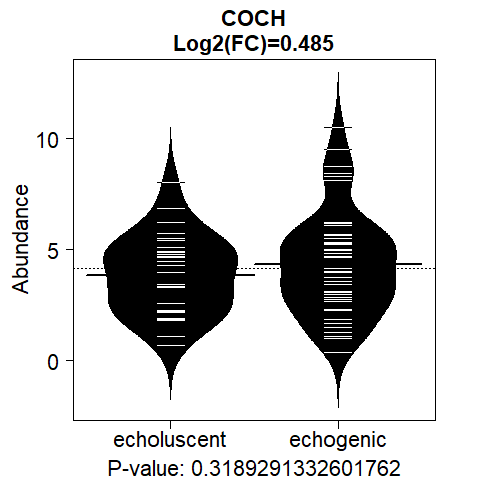 COCH
Log2(FC)=0.485
Abundance
10
5
0
echoluscent echogenic
P-value: 0.3189291332601762